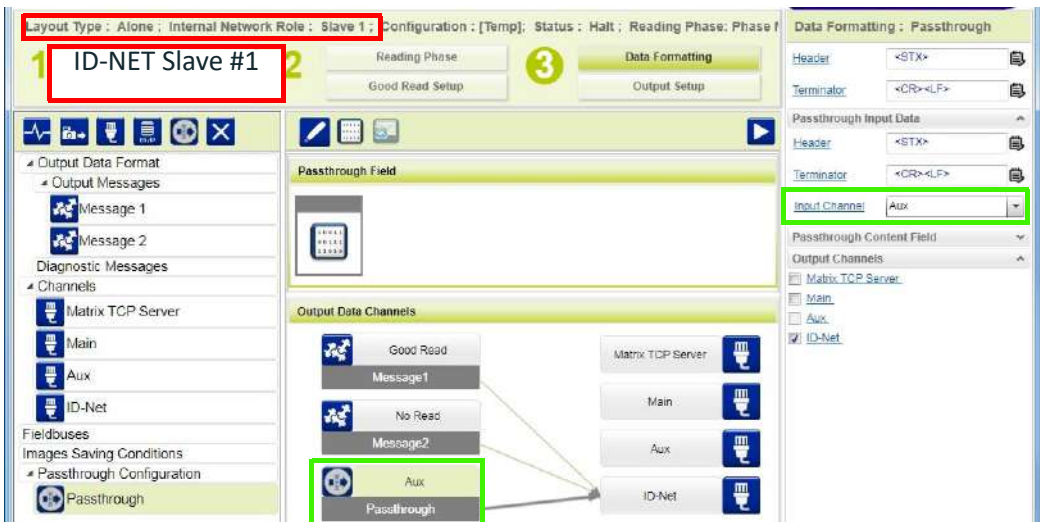 Layout Type : Alone ; Internal Network Role : Slave 1 ; Configuration : [Temp]; Status : Halt ; Reading Phase: Phase
ID-NET Slave #1
1
2
Reading Phase
Good Read Setup
3
Data Formatting
Output Setup
Output Data Format
Output Messages
Message 1
Message 2
Diagnostic Messages
Channels
Matrix TCP Server
Main
Aux
ID-Net
Fieldbuses
Images Saving Conditions
Passthrough Configuration
Passthrough
Passthrough Field
Output Data Channels
Good Read
Message1
No Read
Message2
Aux
Passthrough
Matrix TCP Server
Main
Aux
ID-Net
Data Formatting : Passthrough
Header <STX>
Terminator <CR><LF>
Passthrough Input Data
Header <STX>
Terminator <CR><LF>
Input Channel Aux
Passthrough Content Field
Output Channels
Matrix TCP Server
Main
Aux
ID-Net